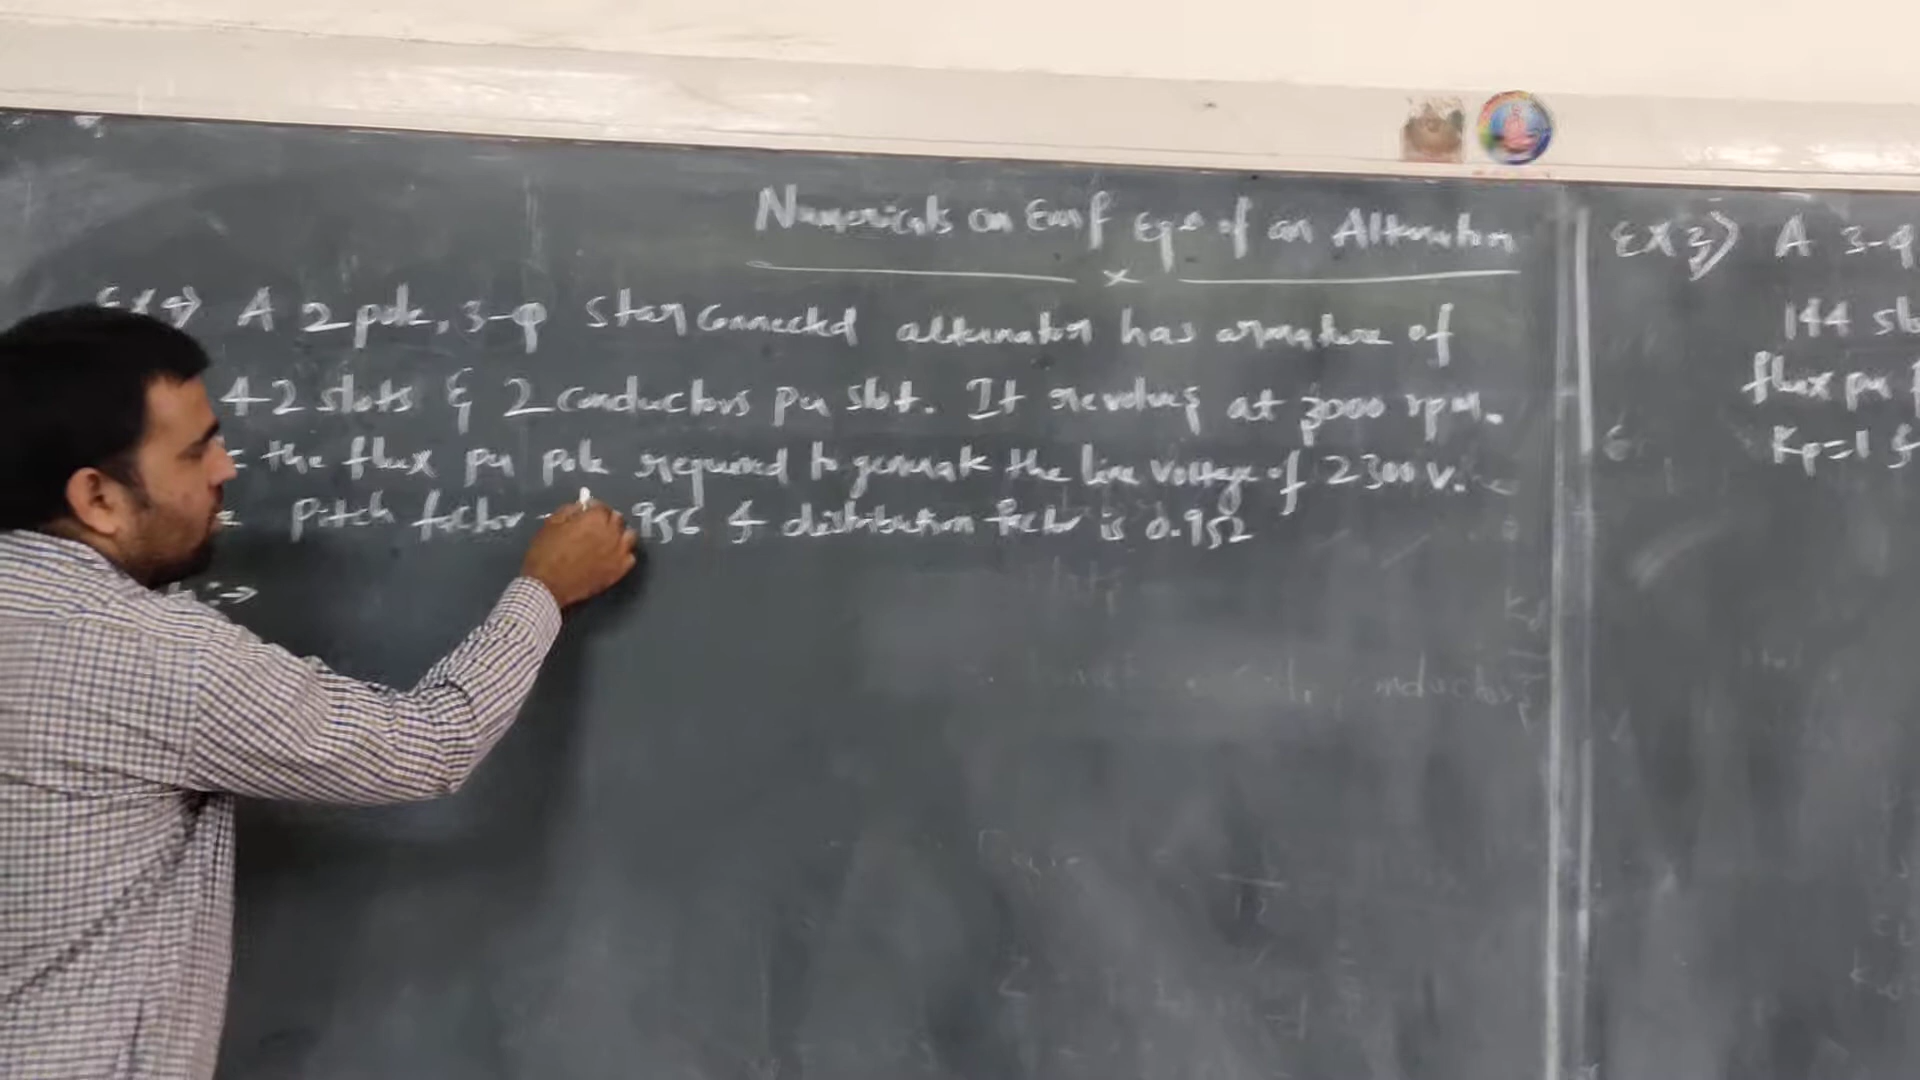 Numericals on Emf Eqn of an Alternator
x
A 2 pole, 3-φ Star Connected alternator has armature of
42 slots & 2 conductors per slot. It revolves at 3000 rpm.
the flux per pole required to generate the line voltage of 2300 v.
Pitch factor .956 & distribution factor is 0.952
Ex 3) A 3-φ
144 slo
flux per p
Kp=1 &